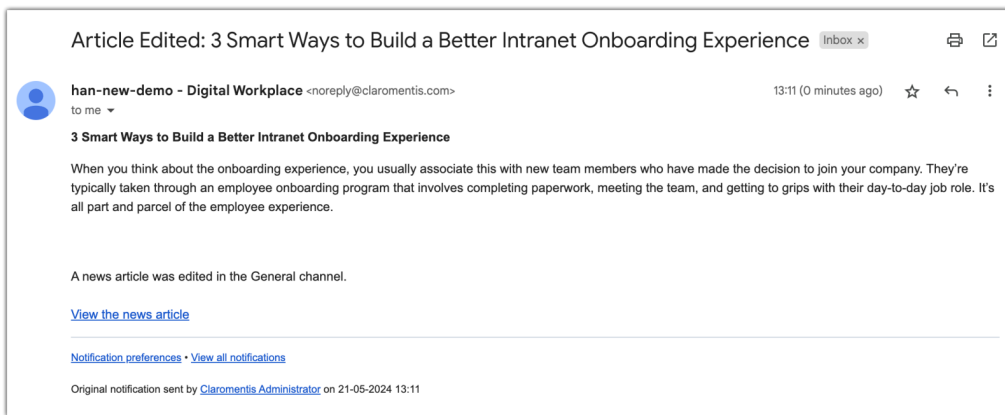 Article Edited: 3 Smart Ways to Build a Better Intranet Onboarding Experience Inbox ×
han-new-demo - Digital Workplace <noreply@claromentis.com> 13:11 (0 minutes ago)
to me
3 Smart Ways to Build a Better Intranet Onboarding Experience
When you think about the onboarding experience, you usually associate this with new team members who have made the decision to join your company. They’re
typically taken through an employee onboarding program that involves completing paperwork, meeting the team, and getting to grips with their day-to-day job role. It’s
all part and parcel of the employee experience.
A news article was edited in the General channel.
View the news article
Notification preferences • View all notifications
Original notification sent by Claromentis Administrator on 21-05-2024 13:11